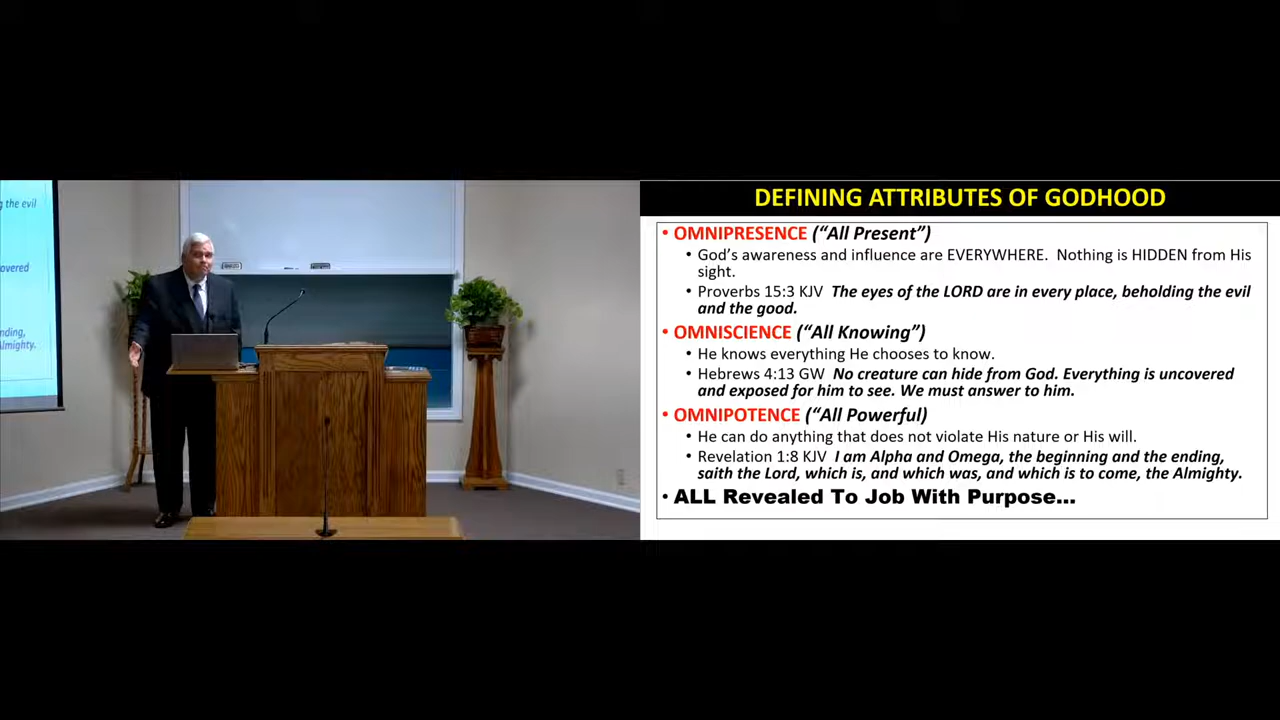 g the evil
overed
nding,
lmighty.
DEFINING ATTRIBUTES OF GODHOOD
• OMNIPRESENCE (“All Present”)
• God’s awareness and influence are EVERYWHERE. Nothing is HIDDEN from His
sight.
• Proverbs 15:3 KJV The eyes of the LORD are in every place, beholding the evil
and the good.
• OMNISCIENCE (“All Knowing”)
• He knows everything He chooses to know.
• Hebrews 4:13 GW No creature can hide from God. Everything is uncovered
and exposed for him to see. We must answer to him.
• OMNIPOTENCE (“All Powerful)
• He can do anything that does not violate His nature or His will.
• Revelation 1:8 KJV I am Alpha and Omega, the beginning and the ending,
saith the Lord, which is, and which was, and which is to come, the Almighty.
• ALL Revealed To Job With Purpose...